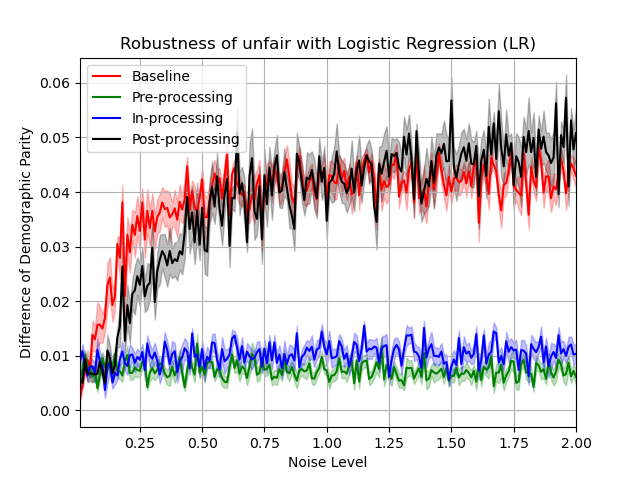 Robustness of unfair with Logistic Regression (LR)
Baseline
Pre-processing
In-processing
Post-processing
Difference of Demographic Parity
0.06
0.05
0.04
0.03
0.02
0.01
0.00
0.25 0.50 0.75 1.00 1.25 1.50 1.75 2.00
Noise Level